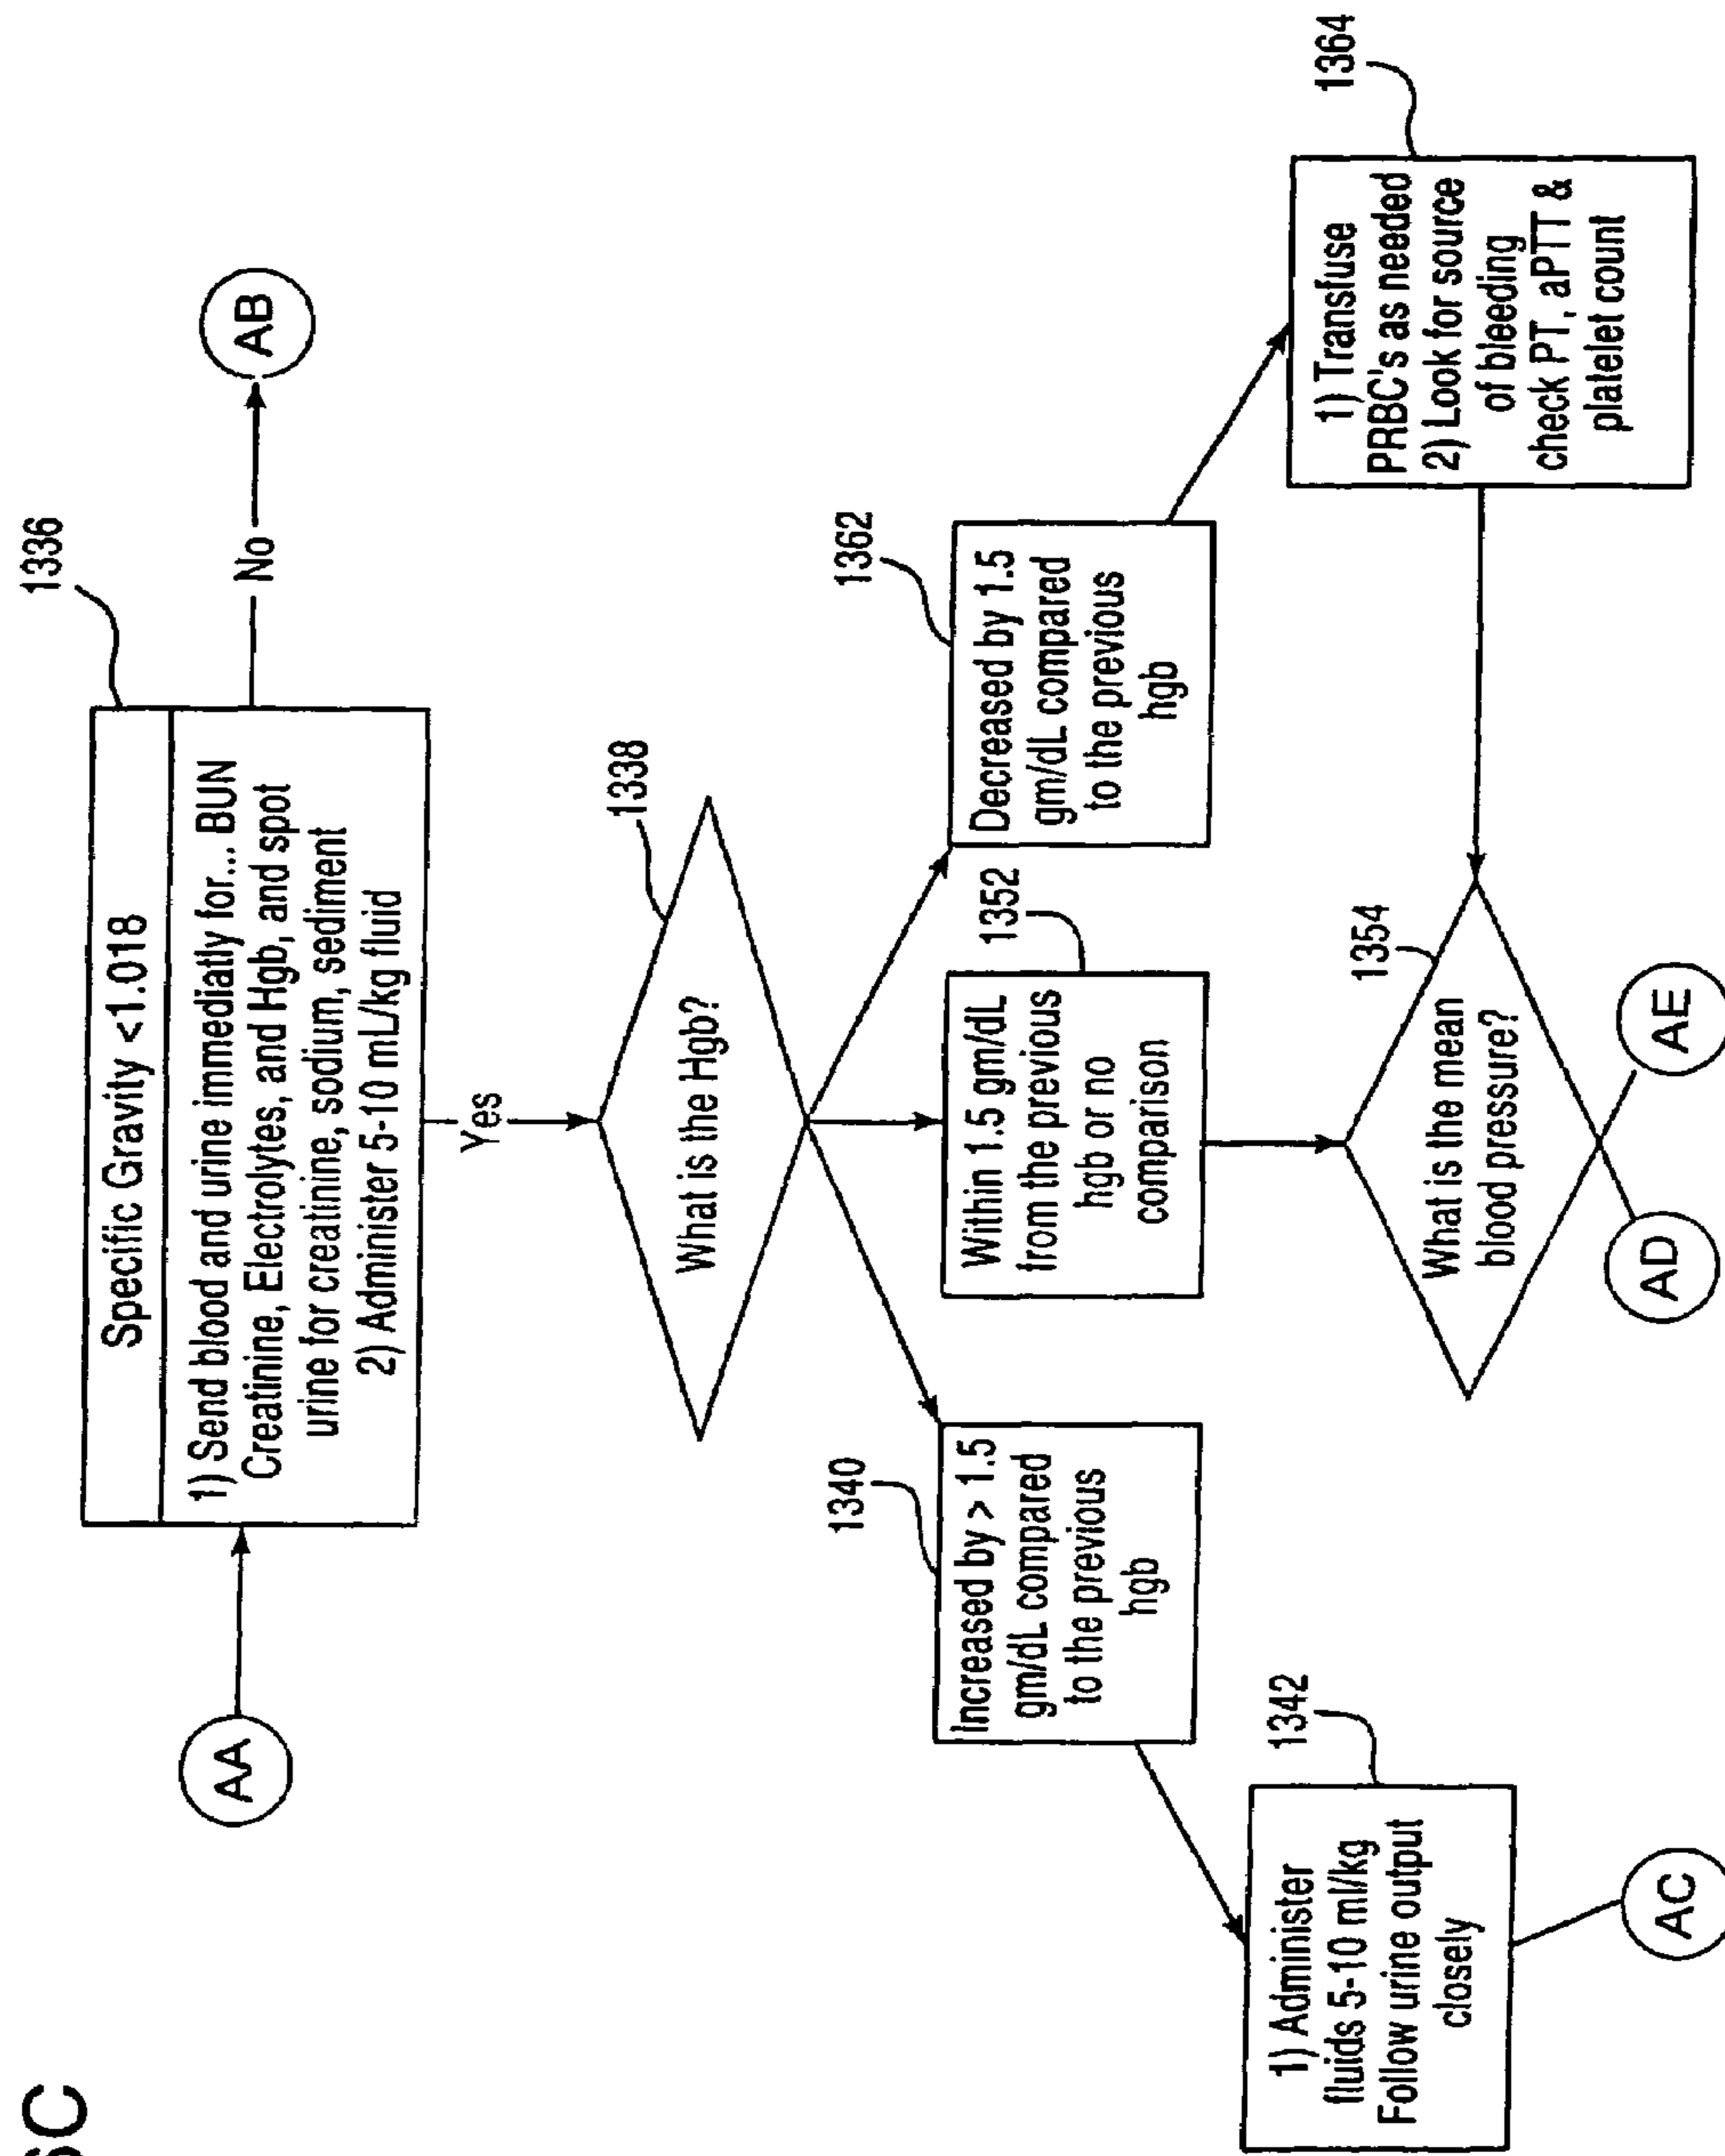 6C
1336
Specific Gravity <1.018
1) Send blood and urine immediatly for... BUN
Creatinine, Electrolytes, and Hgb, and spot
urine for creatinine, sodium, sediment
2) Administer 5-10 mL/kg fluid
AA
No
AB
Yes
1338
What is the Hgb?
1340
Increased by > 1.5
gm/dL compared
to the previous
hgb
1352
Within 1.5 gm/dL
from the previous
hgb or no
comparison
1362
Decreased by 1.5
gm/dL compared
to the previous
hgb
1342
1) Administer
fluids 5-10 ml/kg
Follow urine output
closely
1354
What is the mean
blood pressure?
1364
1) Transfuse
PRBC's as needed
2) Look for source
of bleeding
check PT, aPTT &
platelet count
AC
AD
AE